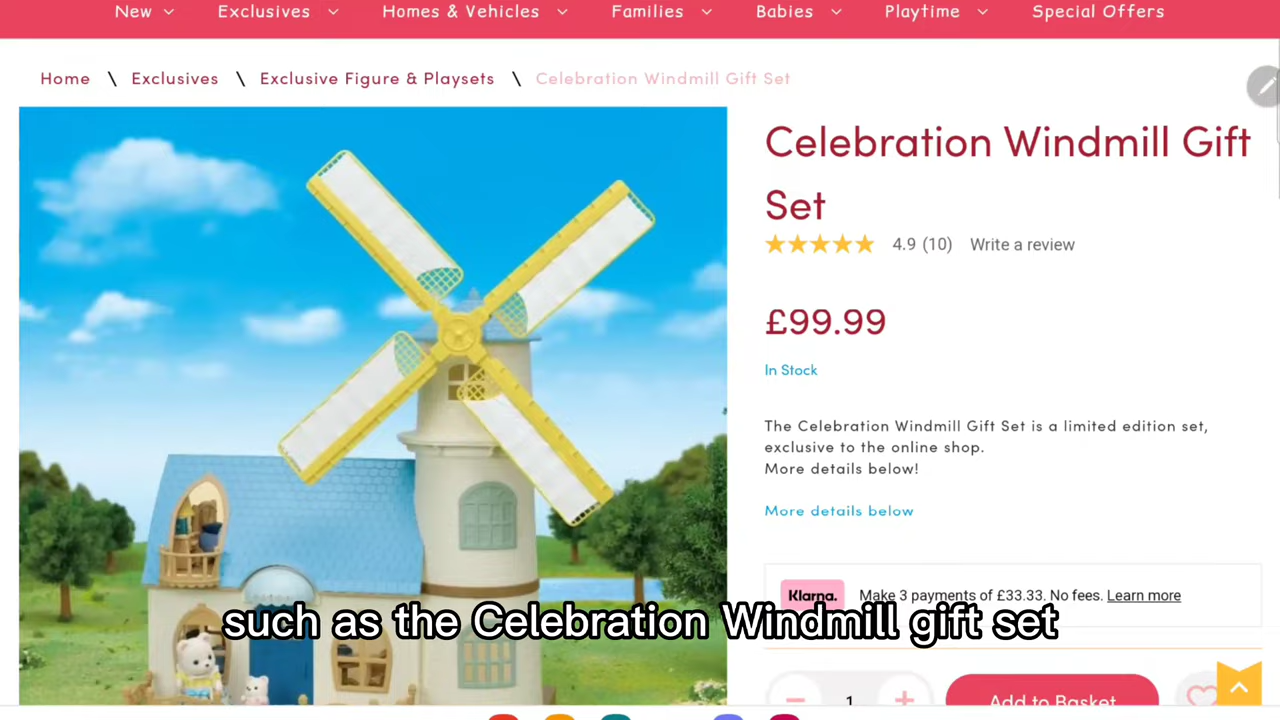 New
Exclusives
Homes & Vehicles
Families
Babies
Playtime
Special Offers
Home \ Exclusives \ Exclusive Figure & Playsets \ Celebration Windmill Gift Set
Celebration Windmill Gift
Set
4.9 (10) Write a review
£99.99
In Stock
The Celebration Windmill Gift Set is a limited edition set,
exclusive to the online shop.
More details below!
More details below
Klarna. Make 3 payments of £33.33. No fees. Learn more
such as the Celebration Windmill gift set
1
Add to Basket